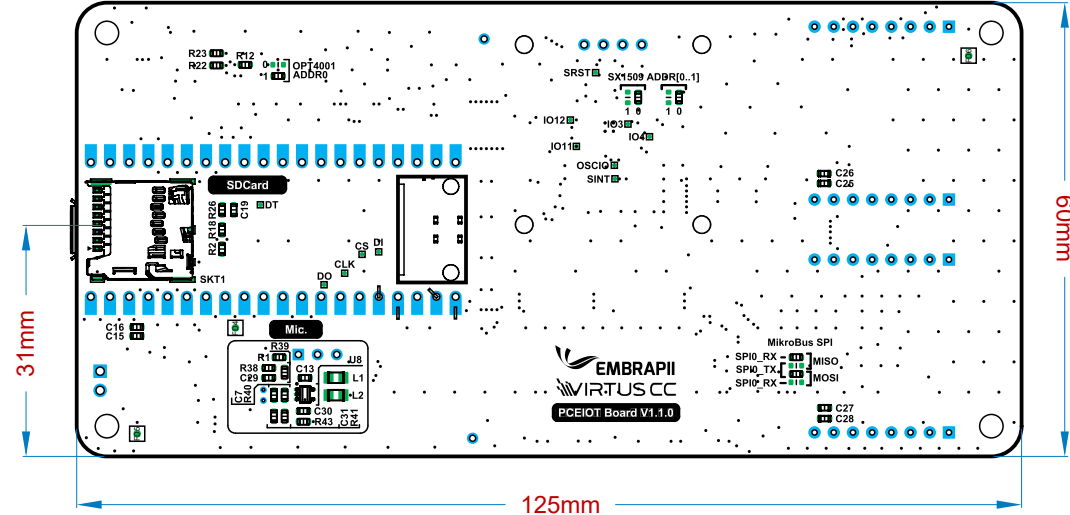 R23
R22
R12
0
1
OPT4001
ADDR0
SRST
SX1509 ADDR[0..1]
1 0
1 0
IO12
IO3
IO4
IO11
OSCIO
SINT
C26
C25
SDCard
R26
C19
DT
R18
R2
SKT1
CS
DI
CLK
DO
60mm
31mm
C16
C15
Mic.
R39
R1
R38
C29
C13
U8
L1
L2
C7
R40
C30
R43
C31
R41
EMBRAPII
VIRTUS CC
PCEIOT Board V1.1.0
MikroBus SPI
SPI0_RX
SPI0_TX
SPI0_RX
MISO
MOSI
C27
C28
125mm